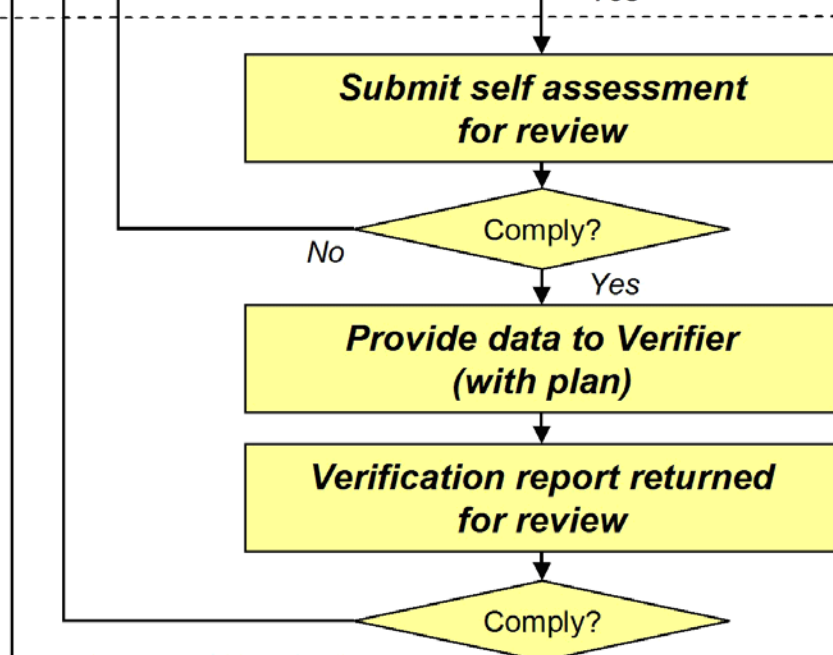 Submit self assessment
for review
Comply?
No
Yes
Provide data to Verifier
(with plan)
Verification report returned
for review
Comply?